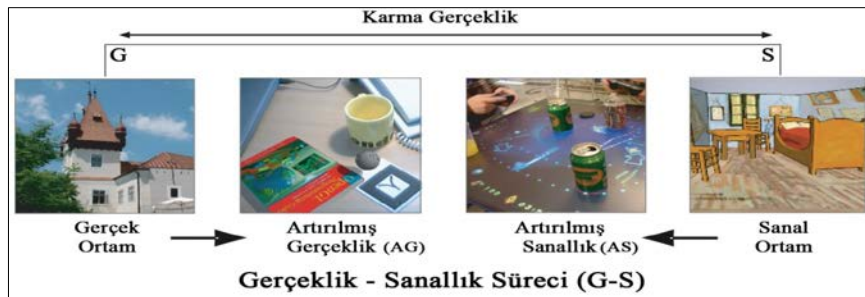 Karma Gerçeklik
G
S
Gerçek
Ortam
Artırılmış
Gerçeklik (AG)
Artırılmış
Sanallık (AS)
Sanal
Ortam
Gerçeklik - Sanallık Süreci (G-S)